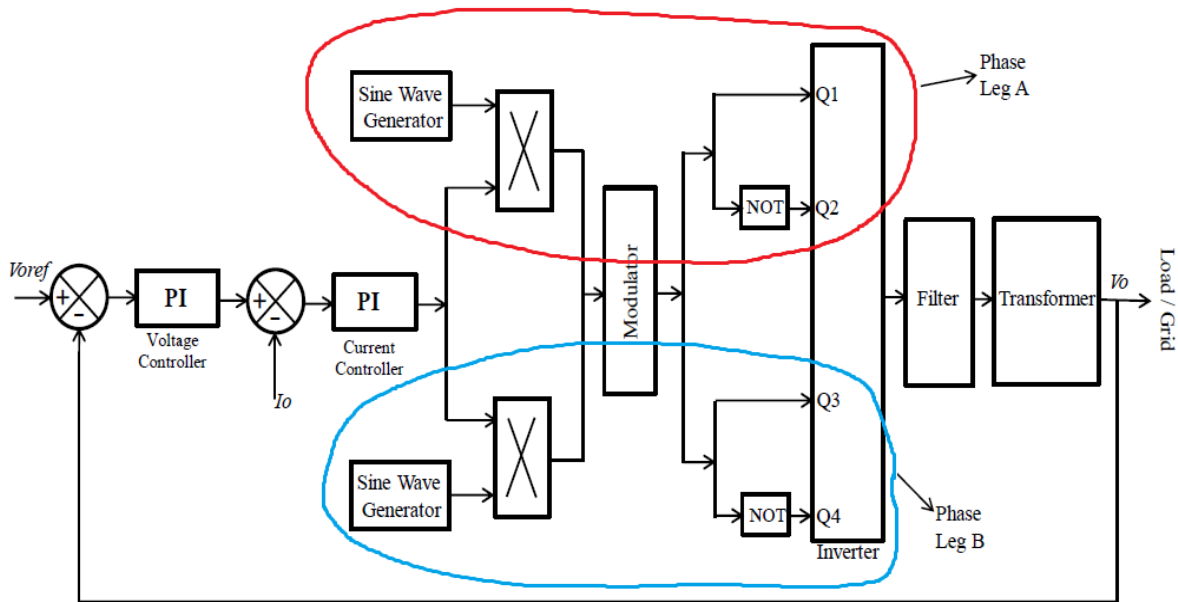 Sine Wave
Generator
Q1
Phase
Leg A
NOT
Q2
Voref
+
-
PI
Voltage
Controller
+
-
Io
PI
Current
Controller
Modulator
Filter
Transformer
Vo
Load / Grid
Sine Wave
Generator
Q3
NOT
Q4
Inverter
Phase
Leg B